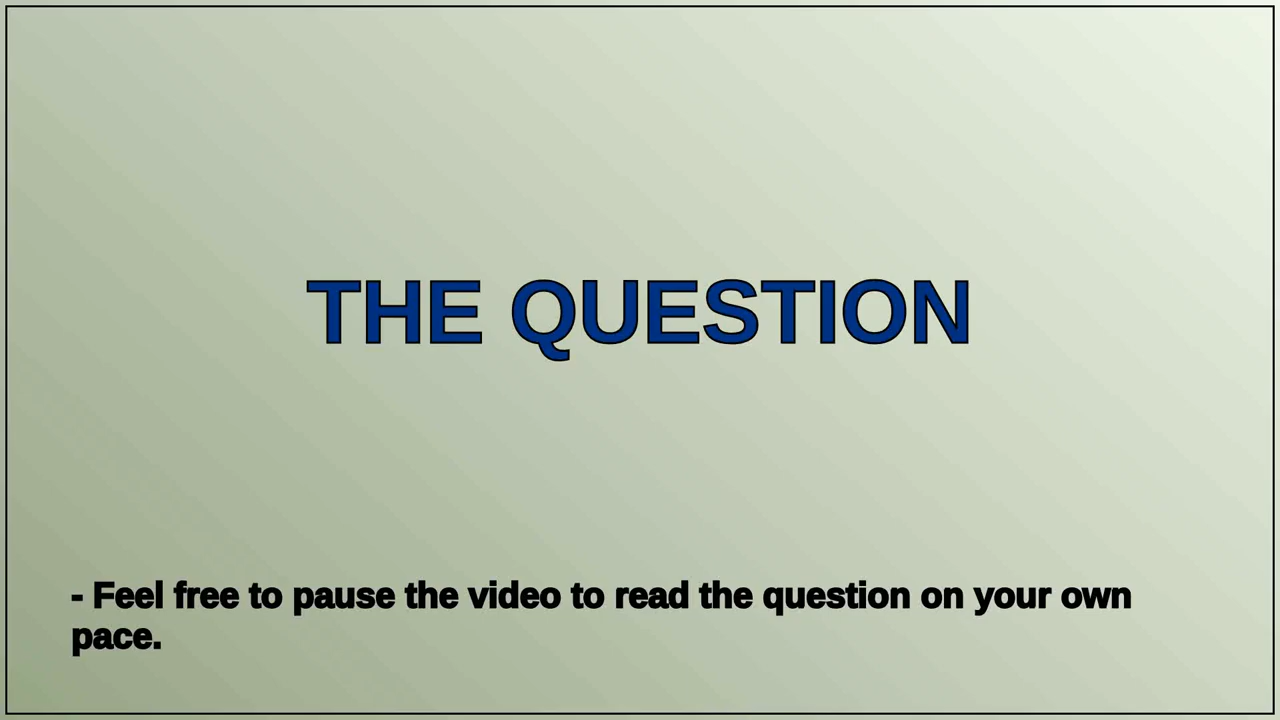 THE QUESTION
- Feel free to pause the video to read the question on your own
pace.